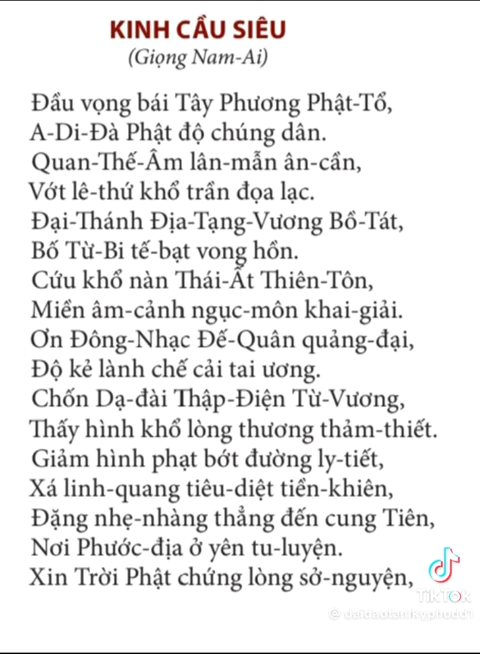 KINH CẦU SIÊU
(Giọng Nam-Ai)
Đầu vọng bái Tây Phương Phật-Tổ,
A-Di-Đà Phật độ chúng dân.
Quan-Thế-Âm lân-mẫn ân-cần,
Vớt lê-thứ khổ trần đọa lạc.
Đại-Thánh Địa-Tạng-Vương Bồ-Tát,
Bố Từ-Bi tế-bạt vong hồn.
Cứu khổ nàn Thái-Ất Thiên-Tôn,
Miền âm-cảnh ngục-môn khai-giải.
Ơn Đông-Nhạc Đế-Quân quảng-đại,
Độ kẻ lành chế cải tai ương.
Chốn Dạ-đài Thập-Điện Từ-Vương,
Thấy hình khổ lòng thương thảm-thiết.
Giảm hình phạt bớt đường ly-tiết,
Xá linh-quang tiêu-diệt tiền-khiên,
Đặng nhẹ-nhàng thẳng đến cung Tiên,
Nơi Phước-địa ở yên tu-luyện.
Xin Trời Phật chứng lòng sở-nguyện,
TikTok